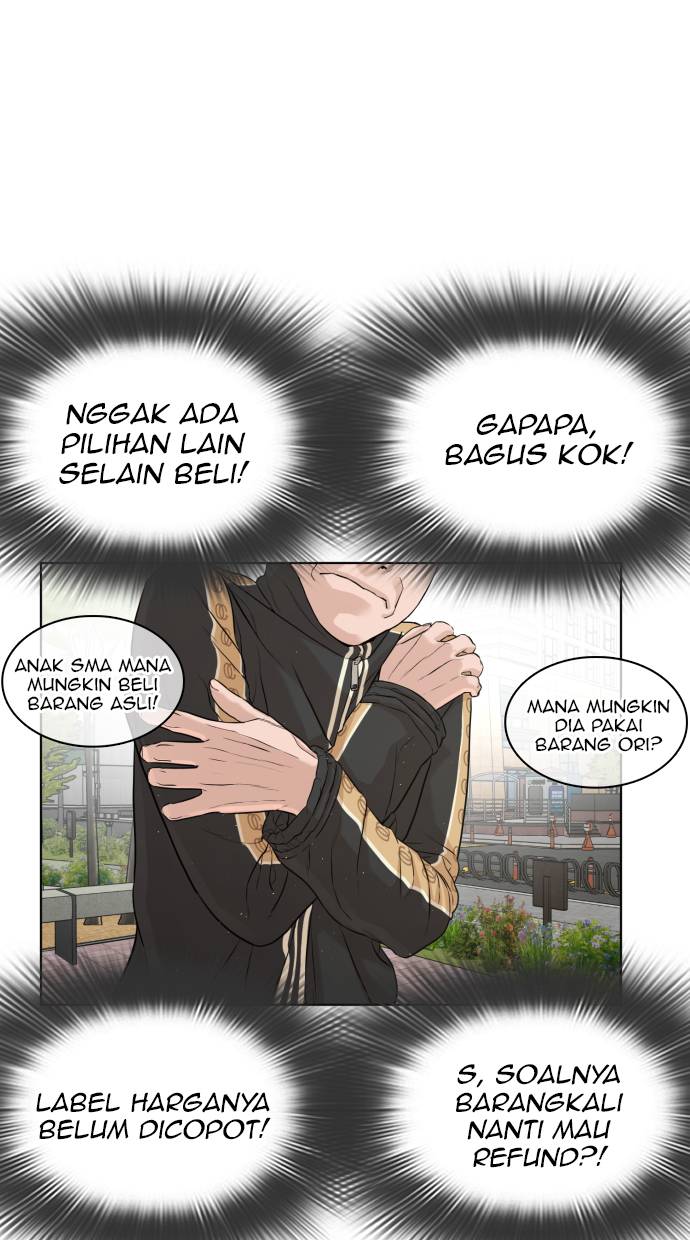 NGGAK ADA
PILIHAN LAIN
SELAIN BELI!
GAPAPA,
BAGUS KOK!
ANAK SMA MANA
MUNGKIN BELI
BARANG ASLI!
MANA MUNGKIN
DIA PAKAI
BARANG ORI?
LABEL HARGANYA
BELUM DICOPOT!
S, SOALNYA
BARANGKALI
NANTI MAU
REFUND?!